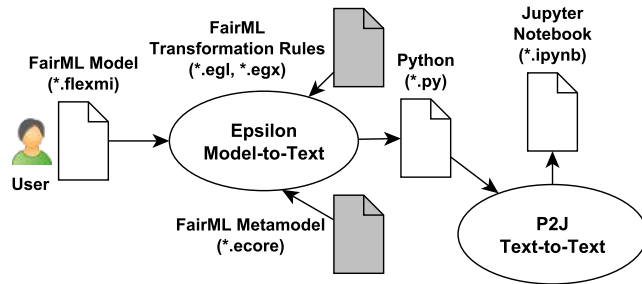 FairML Model
(*.flexmi)
User
FairML
Transformation Rules
(*.egl, *.egx)
Epsilon
Model-to-Text
FairML Metamodel
(*.ecore)
Python
(*.py)
Jupyter
Notebook
(*.ipynb)
P2J
Text-to-Text